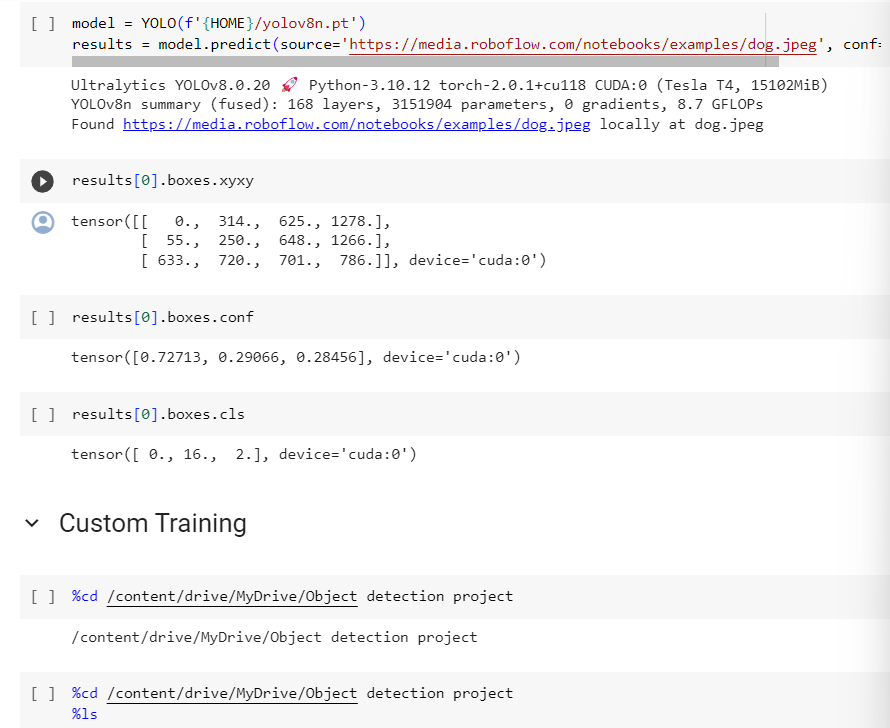 [ ] model = YOLO(f'{HOME}/yolov8n.pt')
results = model.predict(source='https://media.roboflow.com/notebooks/examples/dog.jpeg', conf=
Ultralytics YOLOv8.0.20 🚀 Python-3.10.12 torch-2.0.1+cu118 CUDA:0 (Tesla T4, 15102MiB)
YOLOv8n summary (fused): 168 layers, 3151904 parameters, 0 gradients, 8.7 GFLOPs
Found https://media.roboflow.com/notebooks/examples/dog.jpeg locally at dog.jpeg
results[0].boxes.xyxy
tensor([[   0.,  314.,  625., 1278.],
        [  55.,  250.,  648., 1266.],
        [ 633.,  720.,  701.,  786.]], device='cuda:0')
[ ] results[0].boxes.conf
tensor([0.72713, 0.29066, 0.28456], device='cuda:0')
[ ] results[0].boxes.cls
tensor([ 0., 16.,  2.], device='cuda:0')
Custom Training
[ ] %cd /content/drive/MyDrive/Object detection project
/content/drive/MyDrive/Object detection project
[ ] %cd /content/drive/MyDrive/Object detection project
%ls